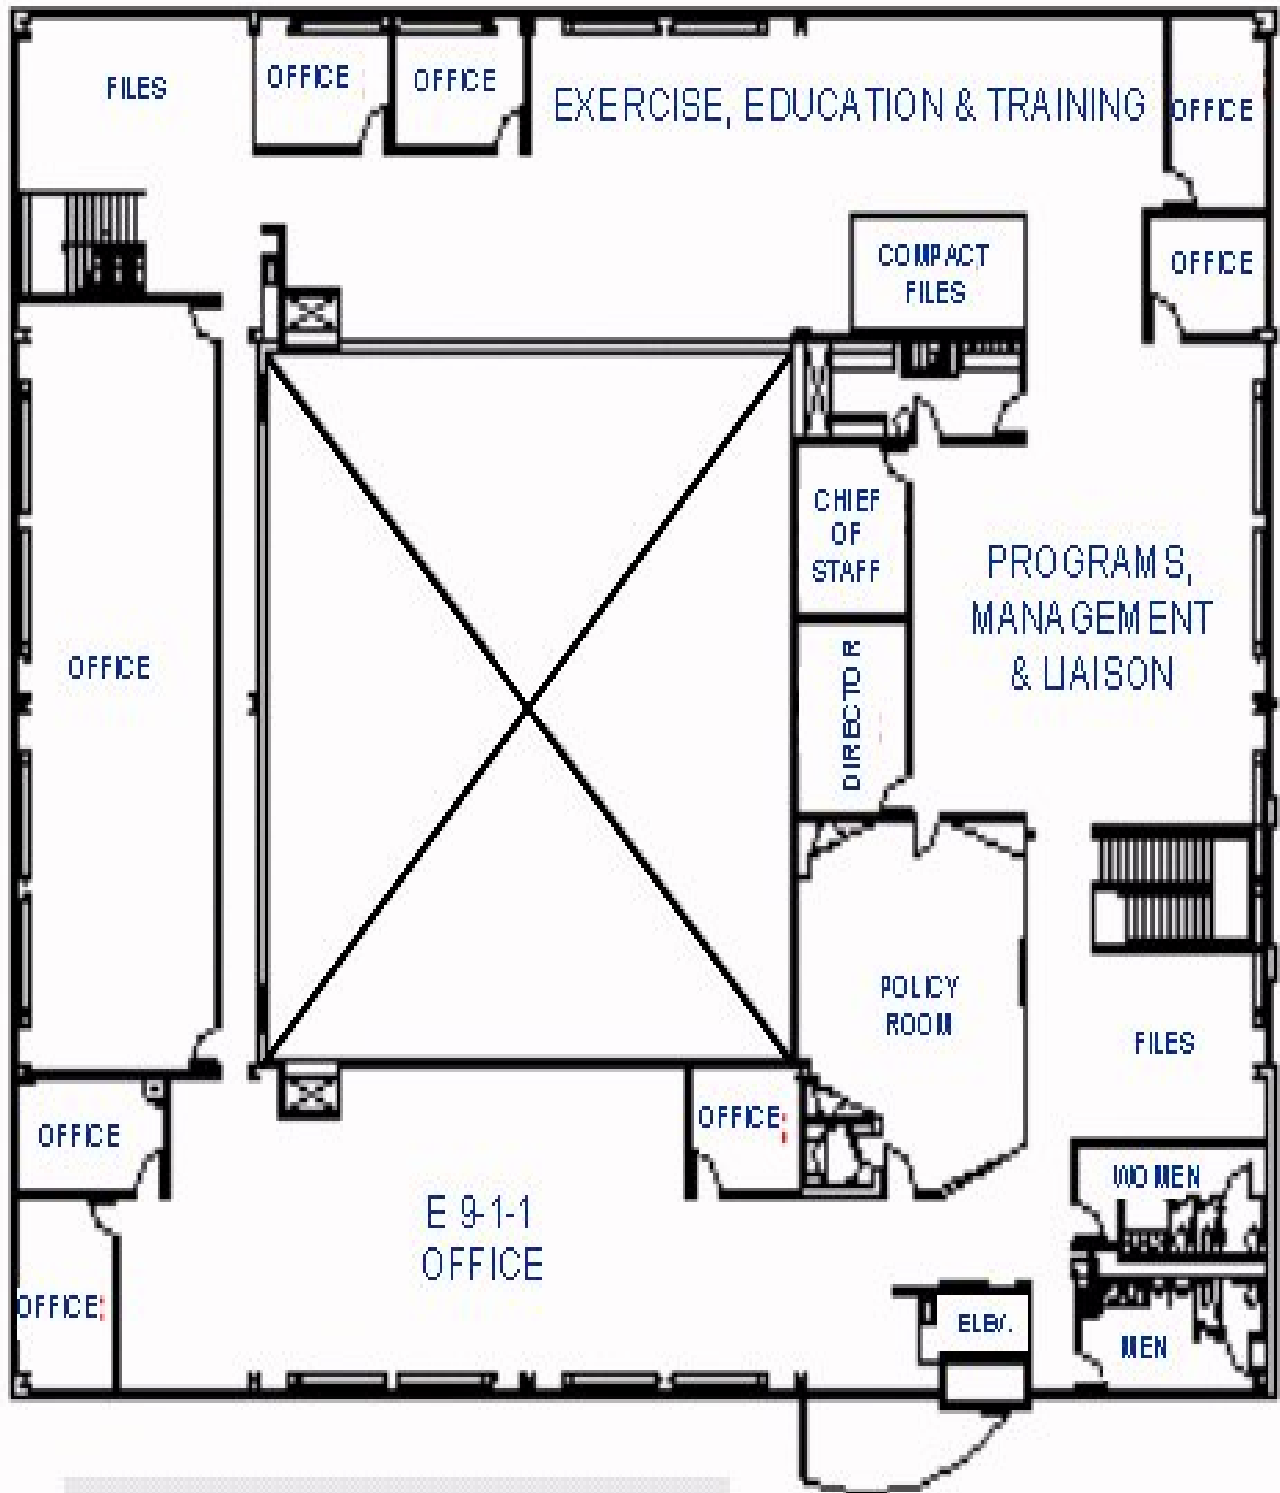 FILES
OFFICE
OFFICE
EXERCISE, EDUCATION & TRAINING
OFFICE
COMPACT
FILES
OFFICE
CHIEF
OF
STAFF
PROGRAMS,
MANAGEMENT
& LIAISON
OFFICE
DIRECTOR
POLICY
ROOM
FILES
OFFICE
OFFICE
WOMEN
E 9-1-1
OFFICE
OFFICE
ELEV.
MEN